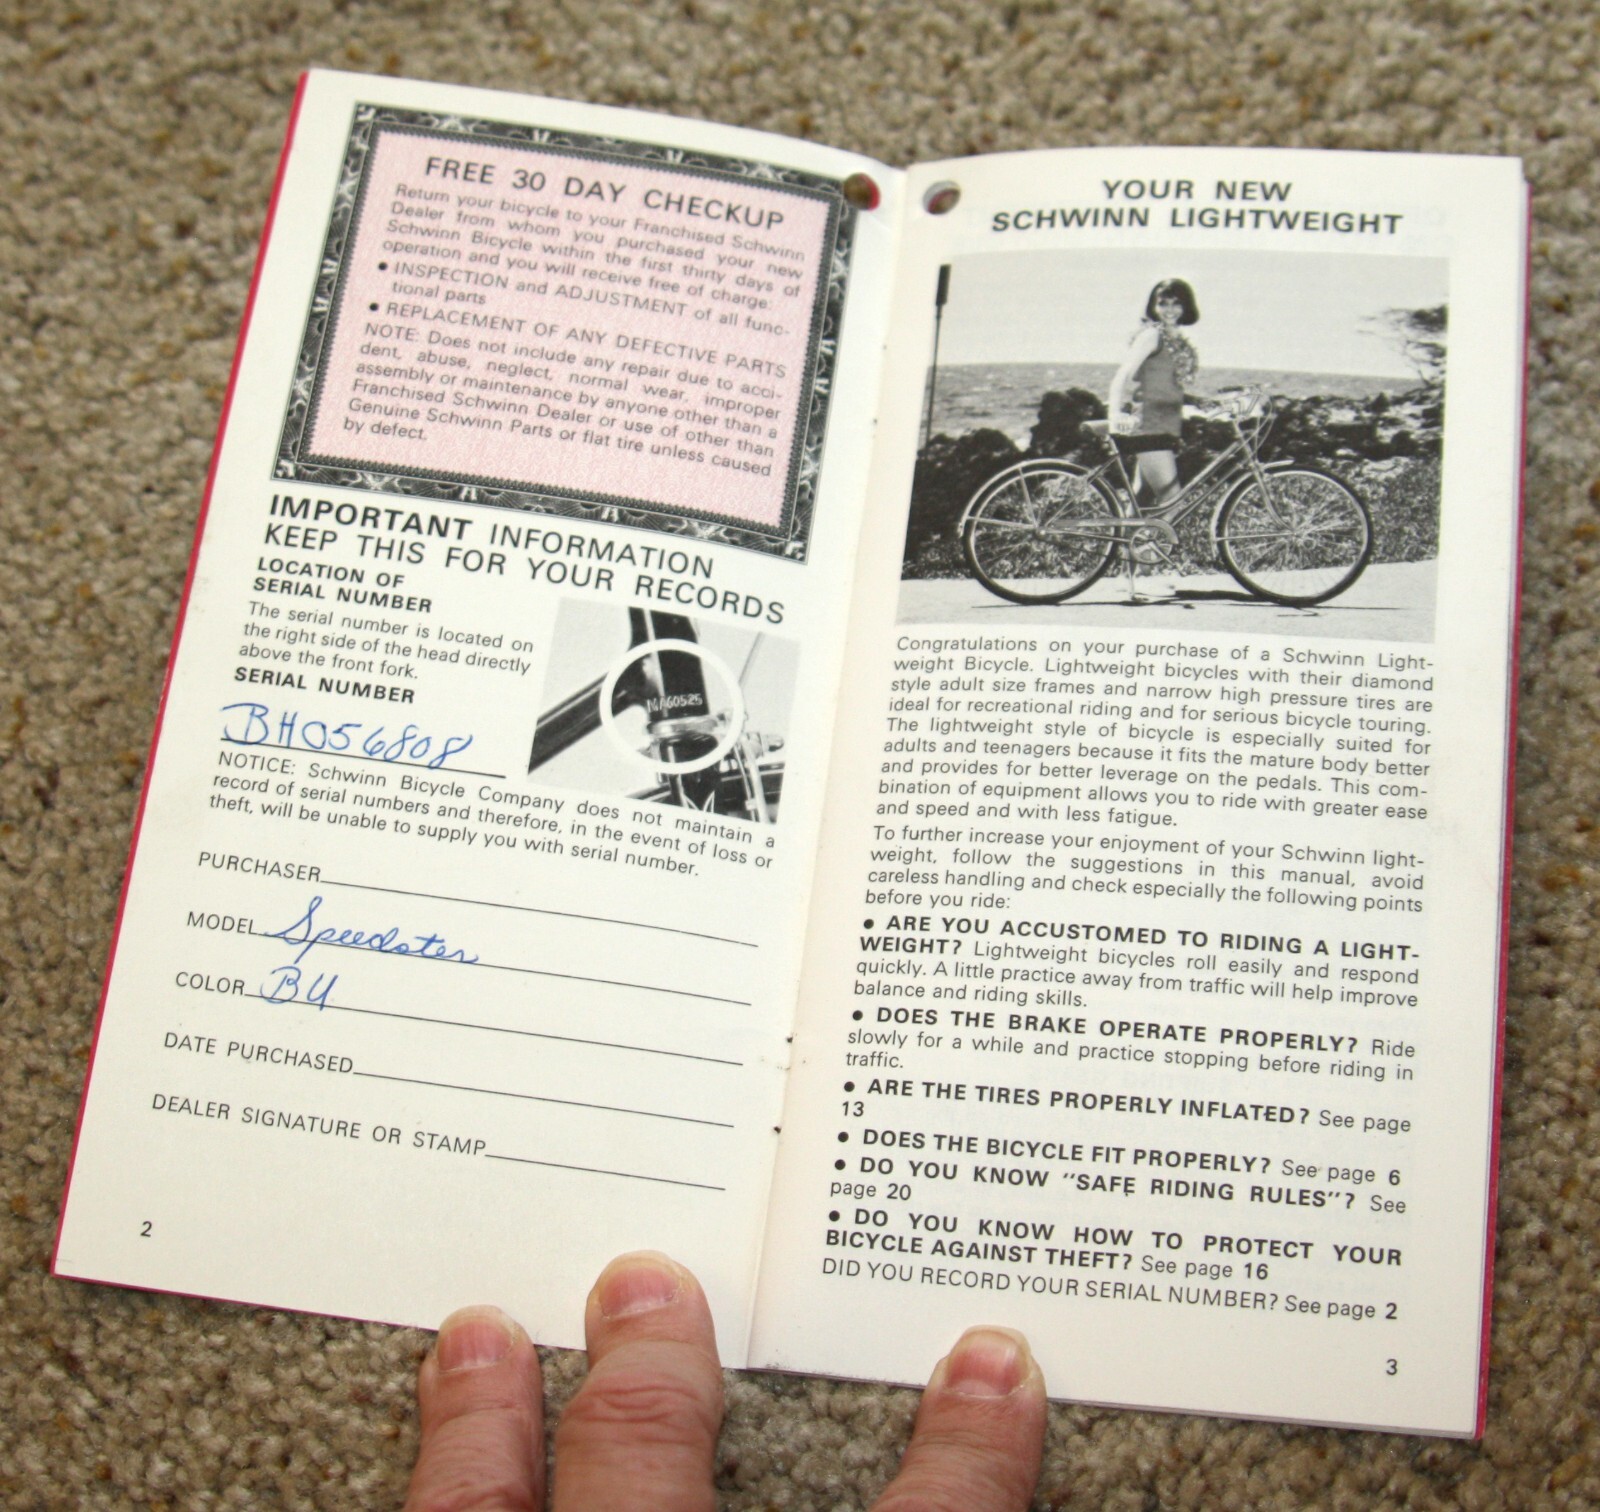 FREE 30 DAY CHECKUP
Return your bicycle to your Franchised Schwinn
Dealer from whom you purchased your new
Schwinn Bicycle within the first thirty days of
operation and you will receive free of charge:
• INSPECTION and ADJUSTMENT of all func-
tional parts
• REPLACEMENT OF ANY DEFECTIVE PARTS
NOTE: Does not include any repair due to acci-
dent, abuse, neglect, normal wear, improper
assembly or maintenance by anyone other than a
Franchised Schwinn Dealer or use of other than
Genuine Schwinn Parts or flat tire unless caused
by defect.
IMPORTANT INFORMATION
KEEP THIS FOR YOUR RECORDS
LOCATION OF
SERIAL NUMBER
The serial number is located on
the right side of the head directly
above the front fork.
SERIAL NUMBER
BH056808
NA60525
NOTICE: Schwinn Bicycle Company does not maintain a
record of serial numbers and therefore, in the event of loss or
theft, will be unable to supply you with serial number.
PURCHASER
MODEL Speedster
COLOR BU
DATE PURCHASED
DEALER SIGNATURE OR STAMP
2
YOUR NEW
SCHWINN LIGHTWEIGHT
Congratulations on your purchase of a Schwinn Light-
weight Bicycle. Lightweight bicycles with their diamond
style adult size frames and narrow high pressure tires are
ideal for recreational riding and for serious bicycle touring.
The lightweight style of bicycle is especially suited for
adults and teenagers because it fits the mature body better
and provides for better leverage on the pedals. This com-
bination of equipment allows you to ride with greater ease
and speed and with less fatigue.
To further increase your enjoyment of your Schwinn light-
weight, follow the suggestions in this manual, avoid
careless handling and check especially the following points
before you ride:
• ARE YOU ACCUSTOMED TO RIDING A LIGHT-
WEIGHT? Lightweight bicycles roll easily and respond
quickly. A little practice away from traffic will help improve
balance and riding skills.
• DOES THE BRAKE OPERATE PROPERLY? Ride
slowly for a while and practice stopping before riding in
traffic.
• ARE THE TIRES PROPERLY INFLATED? See page
13
• DOES THE BICYCLE FIT PROPERLY? See page 6
• DO YOU KNOW "SAFE RIDING RULES"? See
page 20
• DO YOU KNOW HOW TO PROTECT YOUR
BICYCLE AGAINST THEFT? See page 16
DID YOU RECORD YOUR SERIAL NUMBER? See page 2
3